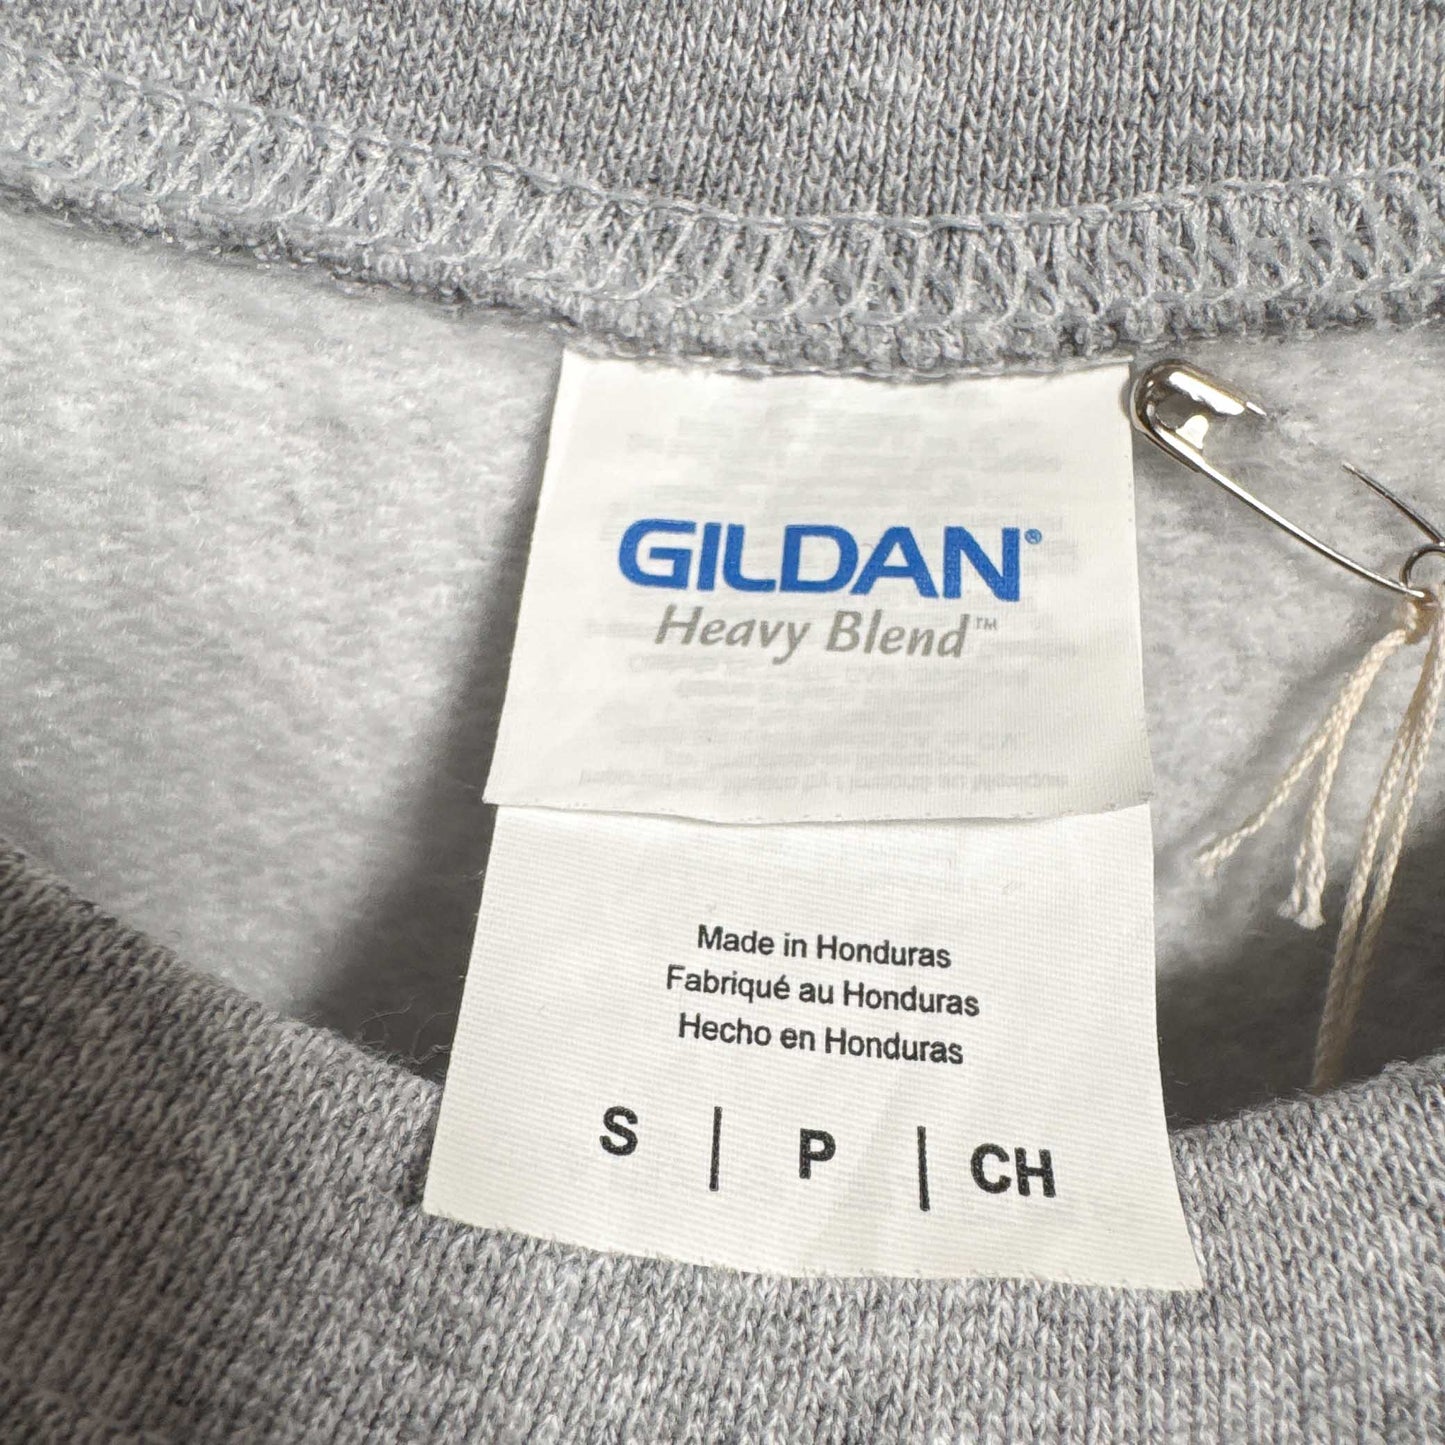 GILDAN®
Heavy Blend™
Made in Honduras
Fabriqué au Honduras
Hecho en Honduras
S | P | CH